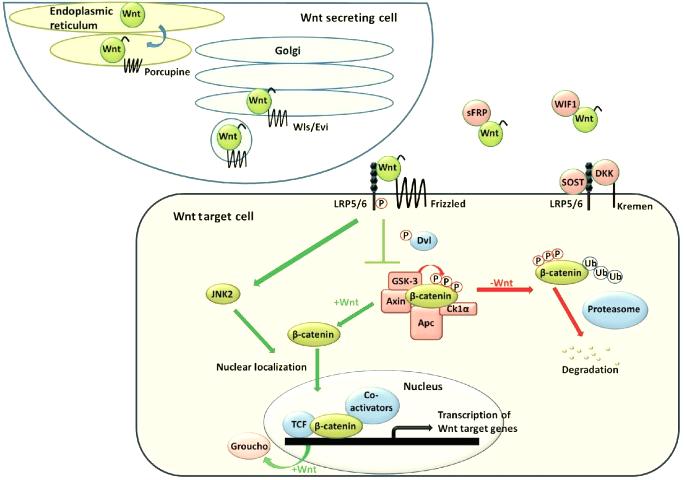 Endoplasmic
reticulum
Wnt
Wnt secreting cell
Wnt
Porcupine
Golgi
Wnt
Wls/Evi
Wnt
sFRP
Wnt
WIF1
Wnt
Wnt
LRP5/6
P
Frizzled
SOST
DKK
LRP5/6
Kremen
Wnt target cell
P
Dvl
GSK-3
P
P
P
β-catenin
Axin
Ck1α
Apc
-Wnt
P
P
P
β-catenin
Ub
Ub
Ub
Proteasome
Degradation
JNK2
+Wnt
β-catenin
Nuclear localization
Nucleus
Co-
activators
TCF
β-catenin
Transcription of
Wnt target genes
Groucho
+Wnt